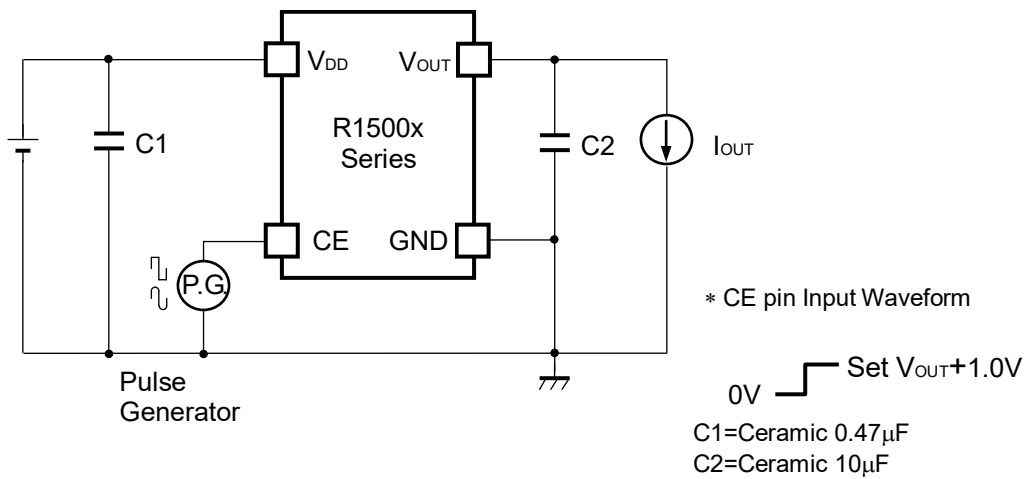 VDD
VOUT
R1500x
Series
C1
C2
IOUT
CE
GND
P.G.
Pulse
Generator
* CE pin Input Waveform
Set VOUT+1.0V
0V
C1=Ceramic 0.47μF
C2=Ceramic 10μF